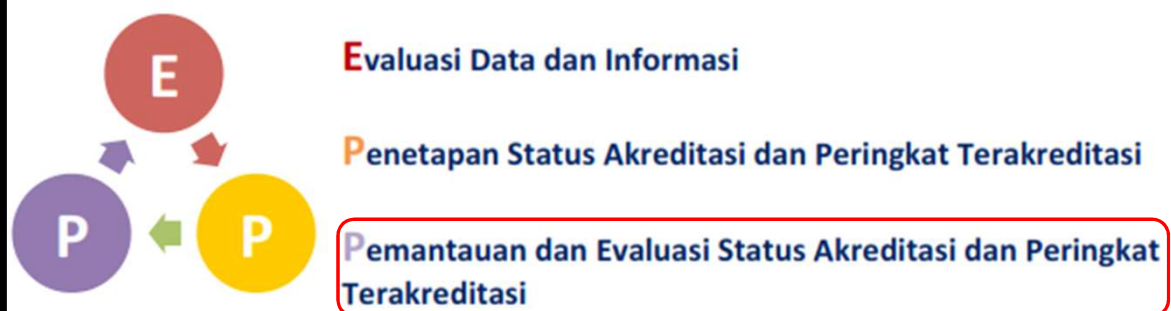 E
Evaluasi Data dan Informasi
Penetapan Status Akreditasi dan Peringkat Terakreditasi
P
P
Pemantauan dan Evaluasi Status Akreditasi dan Peringkat
Terakreditasi